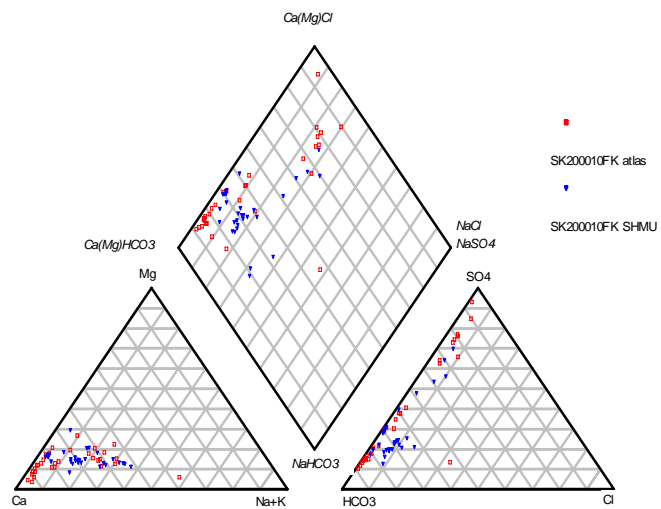 Ca(Mg)Cl
SK200010FK atlas
SK200010FK SHMU
NaCl
NaSO4
Ca(Mg)HCO3
Mg
SO4
NaHCO3
Ca
Na+K
HCO3
Cl